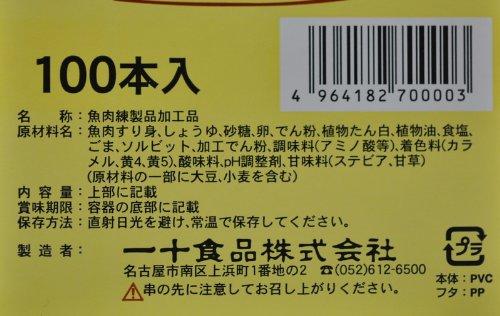 100本入
4 964182 700003
名　　称：魚肉練製品加工品
原材料名：魚肉すり身、しょうゆ、砂糖、卵、でん粉、植物たん白、植物油、食塩、
ごま、ソルビット、加工でん粉、調味料（アミノ酸等）、着色料（カラ
メル、黄4、黄5）、酸味料、pH調整剤、甘味料（ステビア、甘草）
（原材料の一部に大豆、小麦を含む）
内 容 量：上部に記載
賞味期限：容器の底部に記載
保存方法：直射日光を避け、常温で保存してください。
製 造 者：一十食品株式会社
名古屋市南区上浜町1番地の2　☎(052)612-6500
⚠串の先に注意してお召し上がりください。
プラ
本体：PVC
フタ：PP